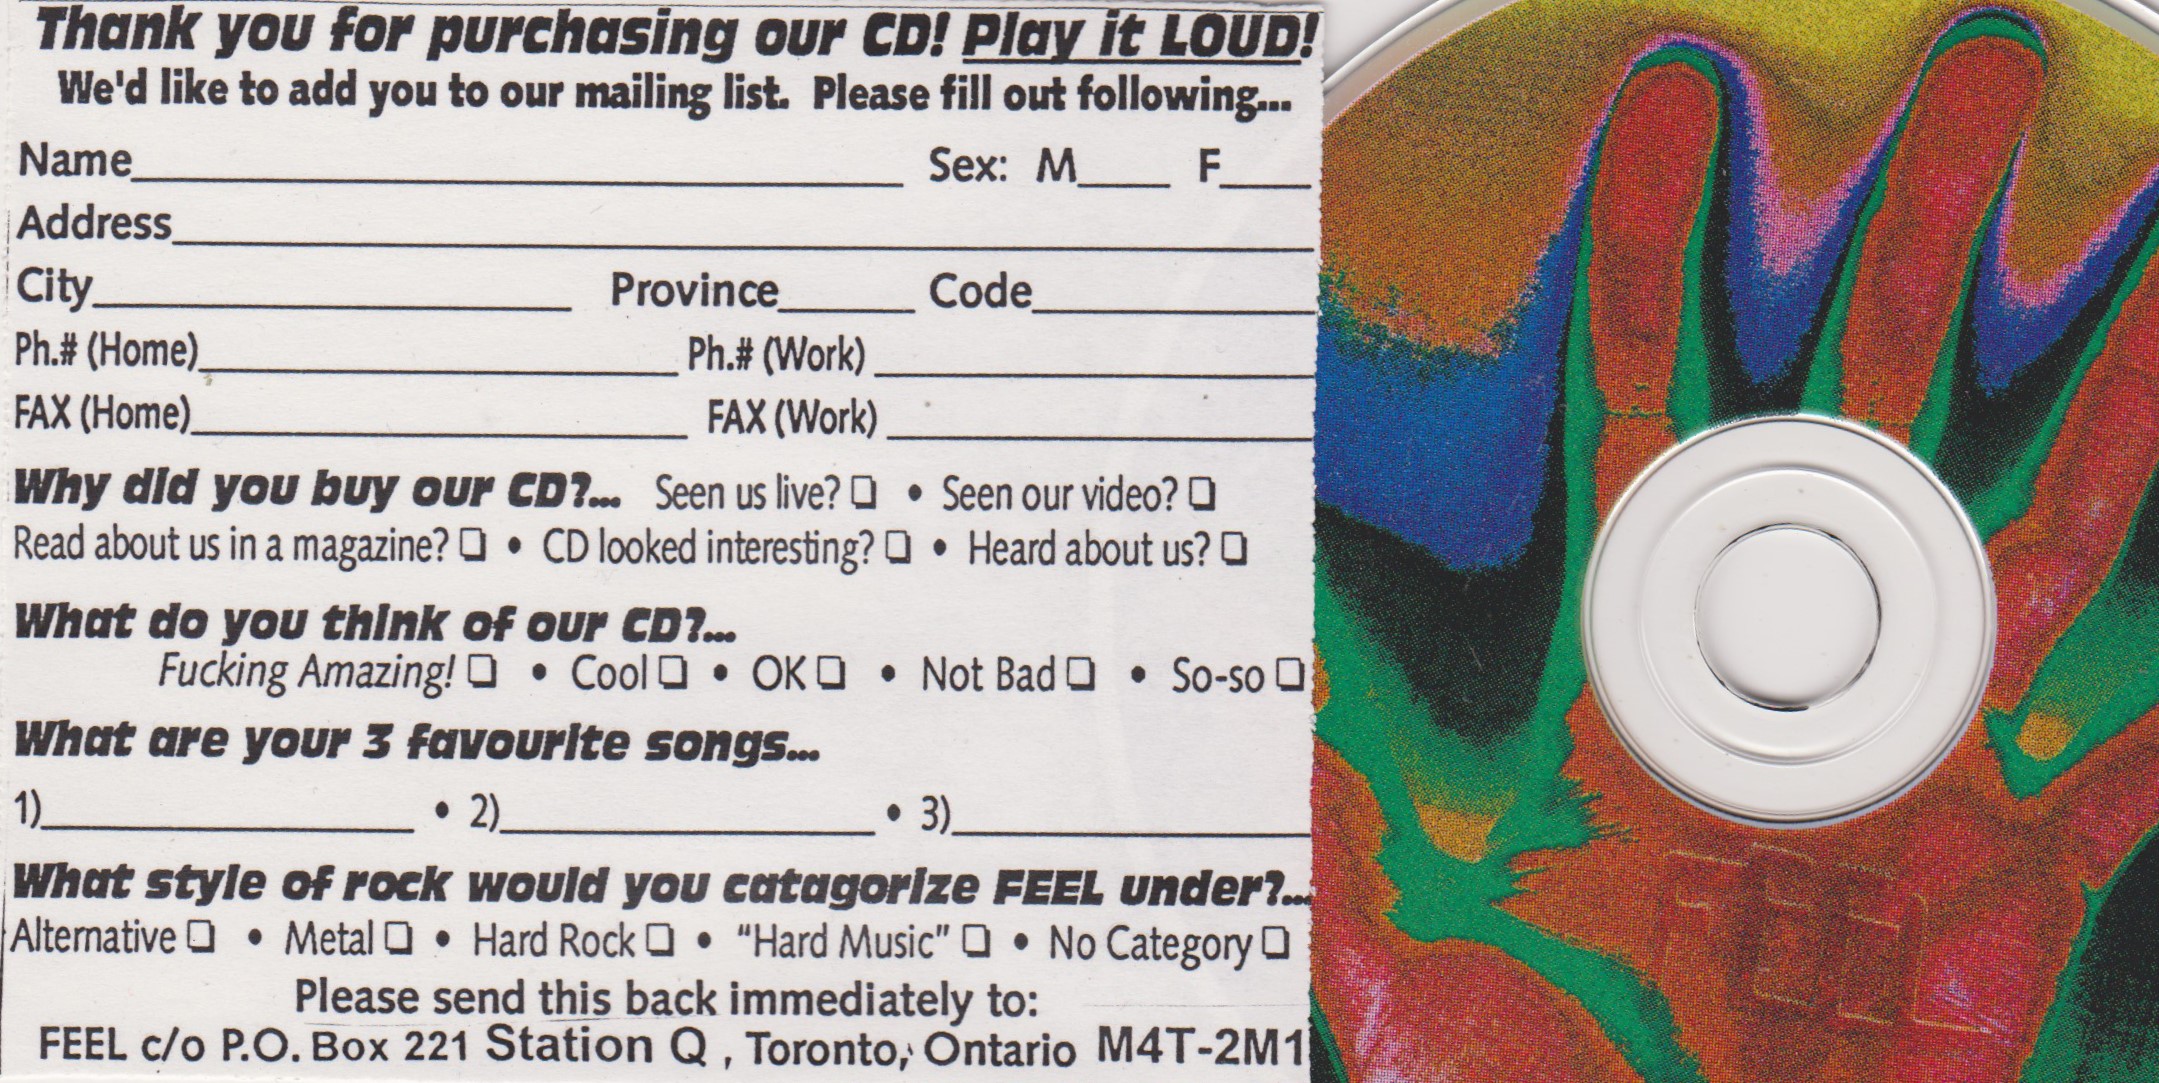 Thank you for purchasing our CD! Play it LOUD!
We'd like to add you to our mailing list. Please fill out following...
Name Sex: M F
Address
City Province Code
Ph.# (Home) Ph.# (Work)
FAX (Home) FAX (Work)
Why did you buy our CD?... Seen us live? ❏ • Seen our video? ❏
Read about us in a magazine? ❏ • CD looked interesting? ❏ • Heard about us? ❏
What do you think of our CD?...
Fucking Amazing! ❏ • Cool ❏ • OK ❏ • Not Bad ❏ • So-so ❏
What are your 3 favourite songs...
1) • 2) • 3)
What style of rock would you catagorize FEEL under?...
Alternative ❏ • Metal ❏ • Hard Rock ❏ • “Hard Music” ❏ • No Category ❏
Please send this back immediately to:
FEEL c/o P.O. Box 221 Station Q , Toronto, Ontario M4T-2M1
FEEL